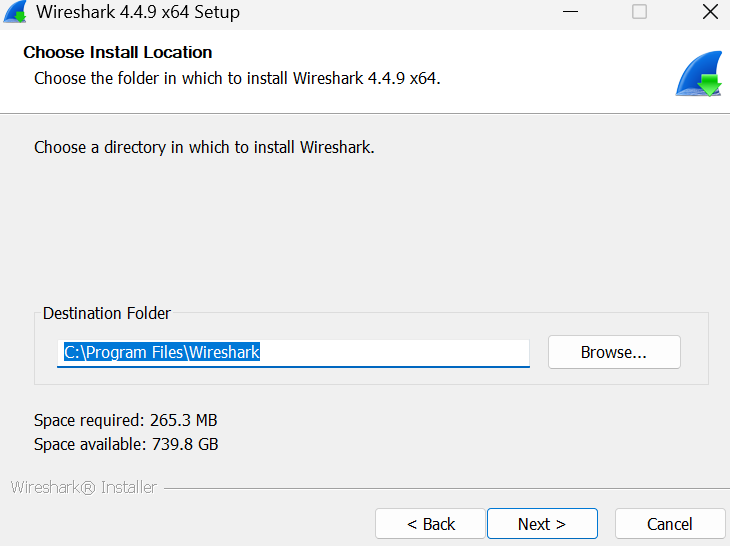 Wireshark 4.4.9 x64 Setup
Choose Install Location
Choose the folder in which to install Wireshark 4.4.9 x64.
Choose a directory in which to install Wireshark.
Destination Folder
C:\Program Files\Wireshark
Browse...
Space required: 265.3 MB
Space available: 739.8 GB
Wireshark® Installer
< Back
Next >
Cancel